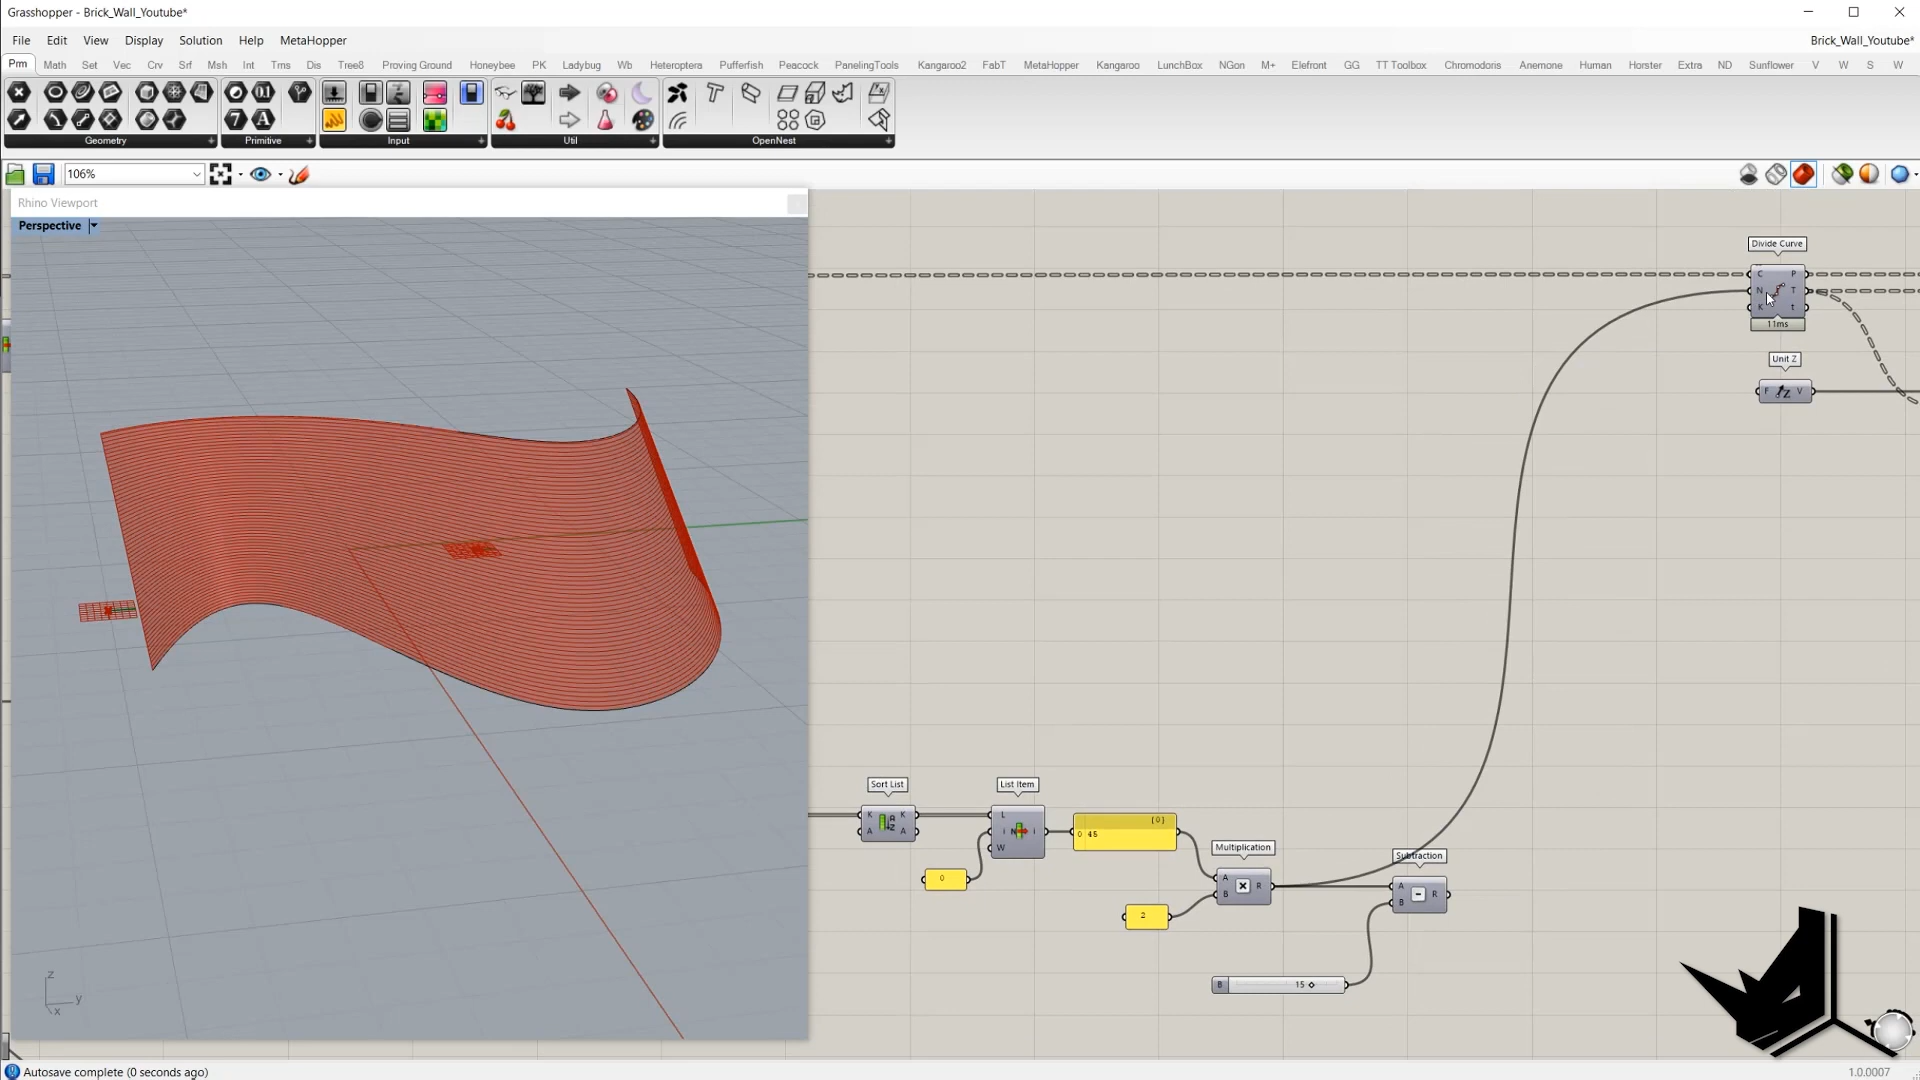 Grasshopper - Brick_Wall_Youtube*
File Edit View Display Solution Help MetaHopper Brick_Wall_Youtube*
Prm Math Set Vec Crv Srf Msh Int Trns Dis Tree8 Proving Ground Honeybee PK Ladybug Wb Heteroptera Pufferfish Peacock PanelingTools Kangaroo2 FabT MetaHopper Kangaroo LunchBox NGon M+ Elefront GG TT Toolbox Chromodoris Anemone Human Horster Extra ND Sunflower V W S W
Geometry + Primitive + Input + Util + OpenNest +
106%
Rhino Viewport
Perspective
Divide Curve
C P
N T
K t
11ms
Unit Z
F Z V
Sort List
K K
A A
List Item
L
i N i
W
0
{0}
0 45
2
Multiplication
A
B × R
Subtraction
A
B - R
B 15
z
y
x
Autosave complete (0 seconds ago)
1.0.0007